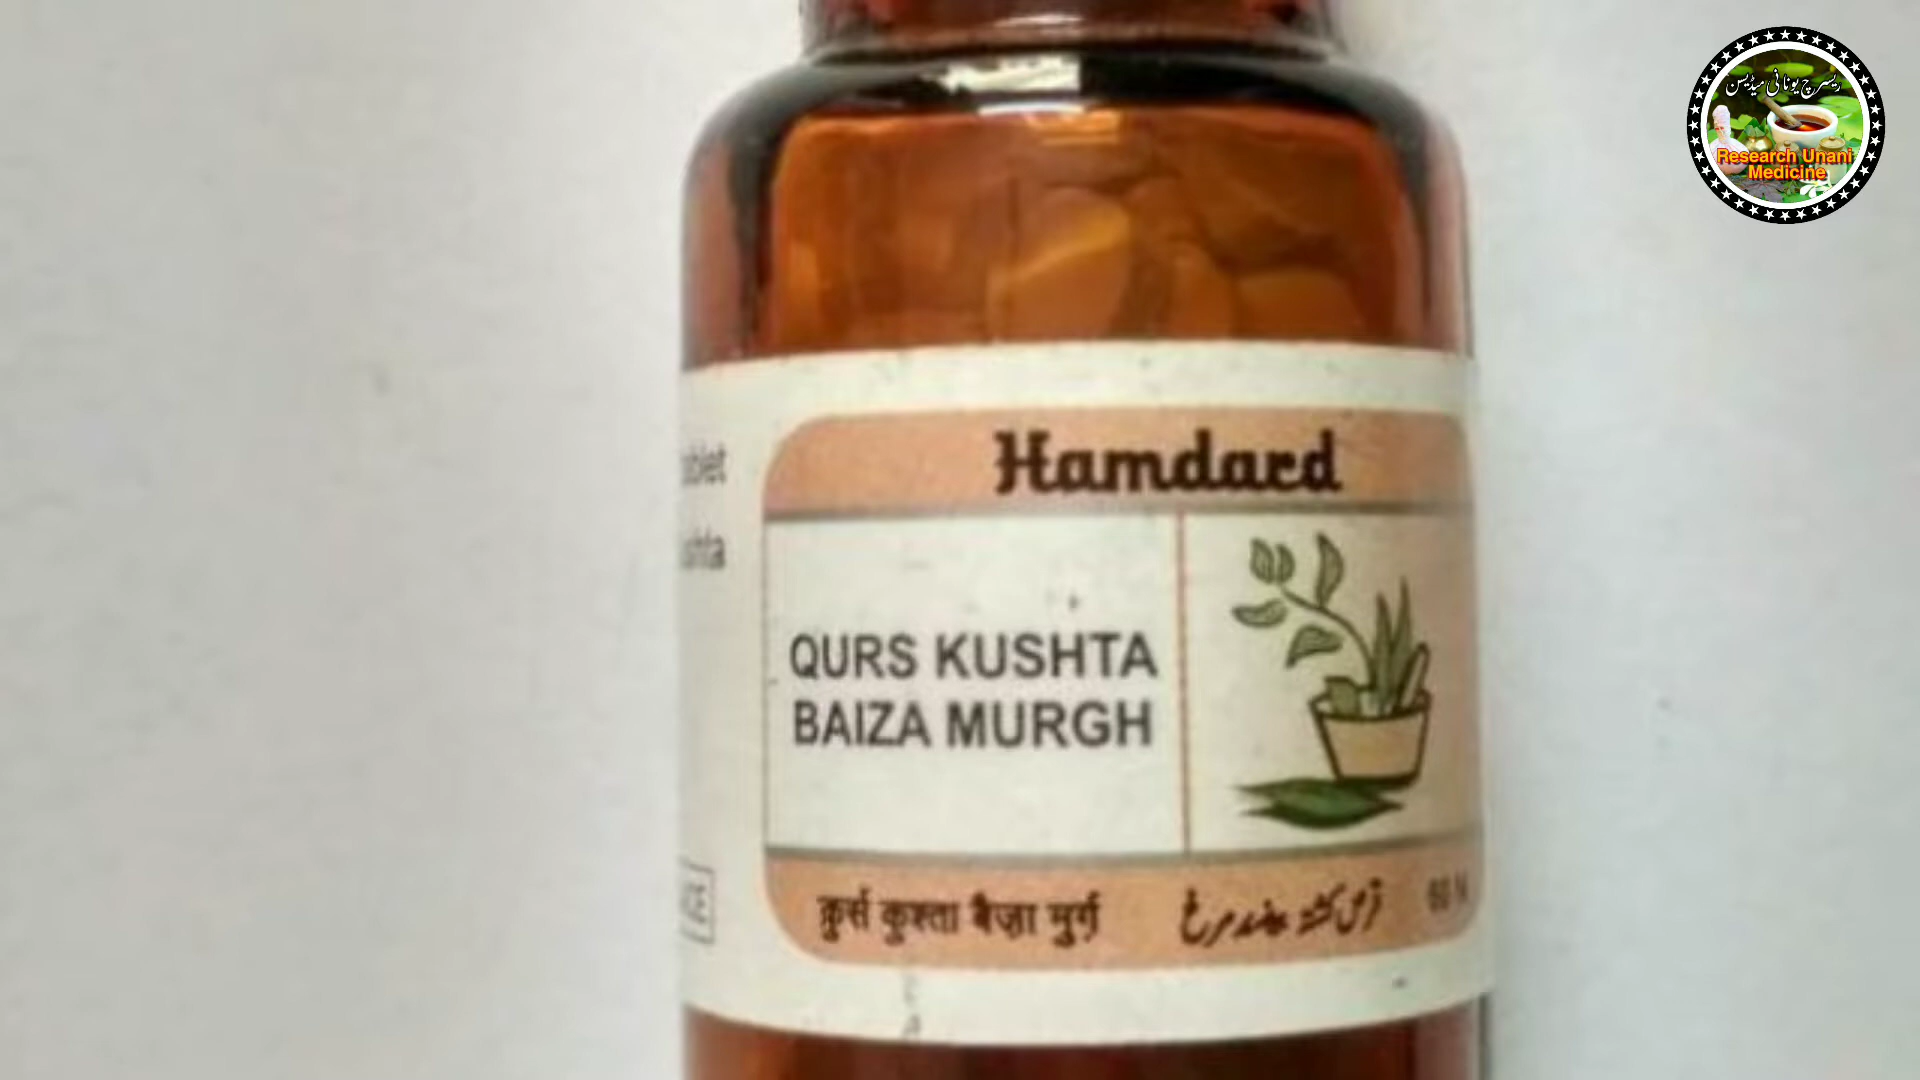 ریسرچ یونانی میڈیسن
Research Unani
Medicine
Hamdard
QURS KUSHTA
BAIZA MURGH
क़ुर्स कुश्ता बैज़ा मुर्ग़
قرص کشتہ بیضہ مرغ